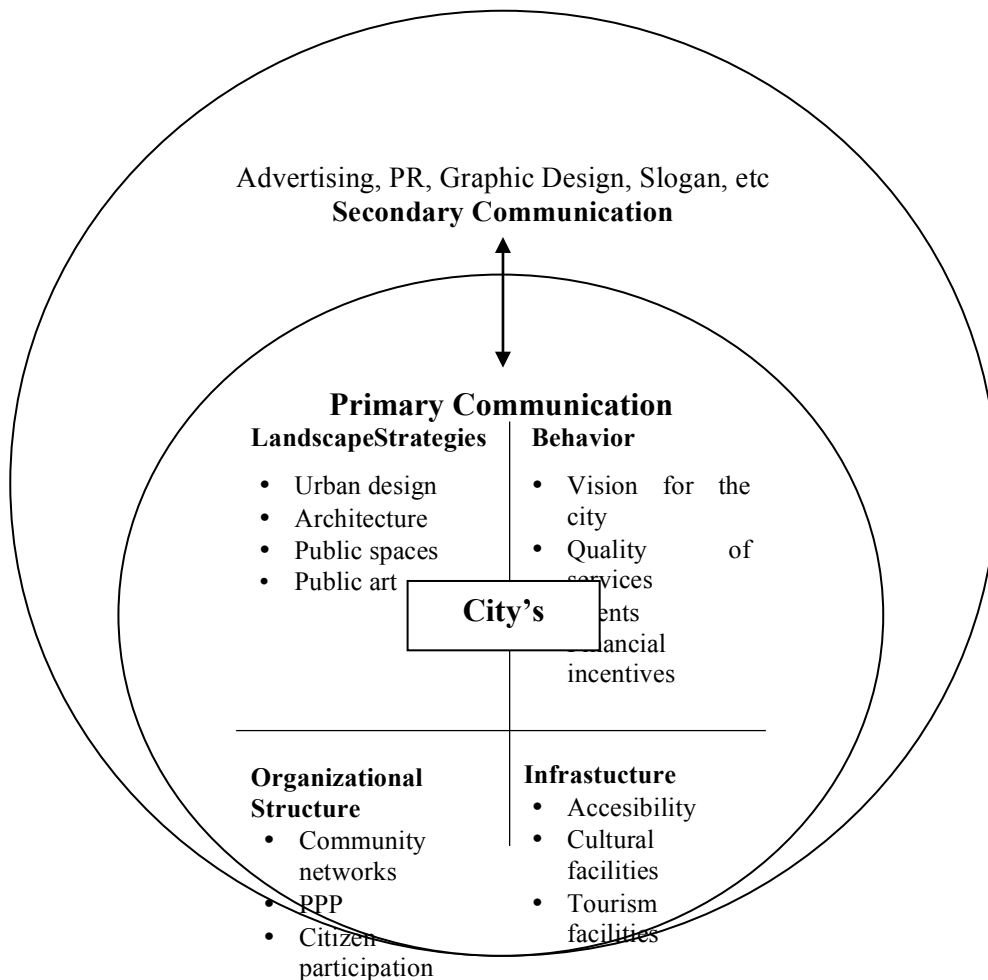 Advertising, PR, Graphic Design, Slogan, etc
Secondary Communication
Primary Communication
LandscapeStrategies
• Urban design
• Architecture
• Public spaces
• Public art
Behavior
• Vision for the
city
• Quality of
services
incentives
City's
Organizational
Structure
• Community
networks
• PPP
• Citizen
participation
Infrastucture
• Accesibility
• Cultural
facilities
• Tourism
facilities